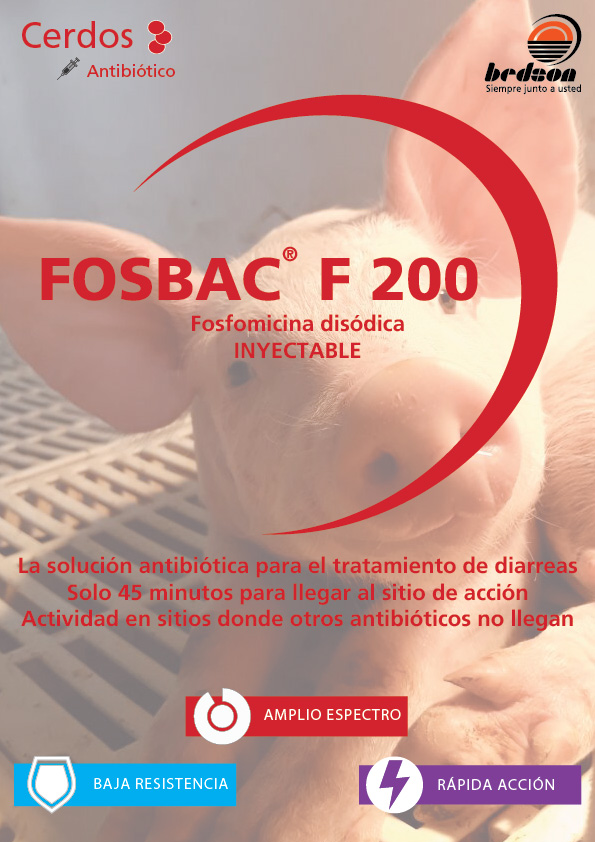 Cerdos
Antibiótico
bedson
Siempre junto a usted
FOSBAC® F 200
Fosfomicina disódica
INYECTABLE
La solución antibiótica para el tratamiento de diarreas
Solo 45 minutos para llegar al sitio de acción
Actividad en sitios donde otros antibióticos no llegan
AMPLIO ESPECTRO
BAJA RESISTENCIA
RÁPIDA ACCIÓN